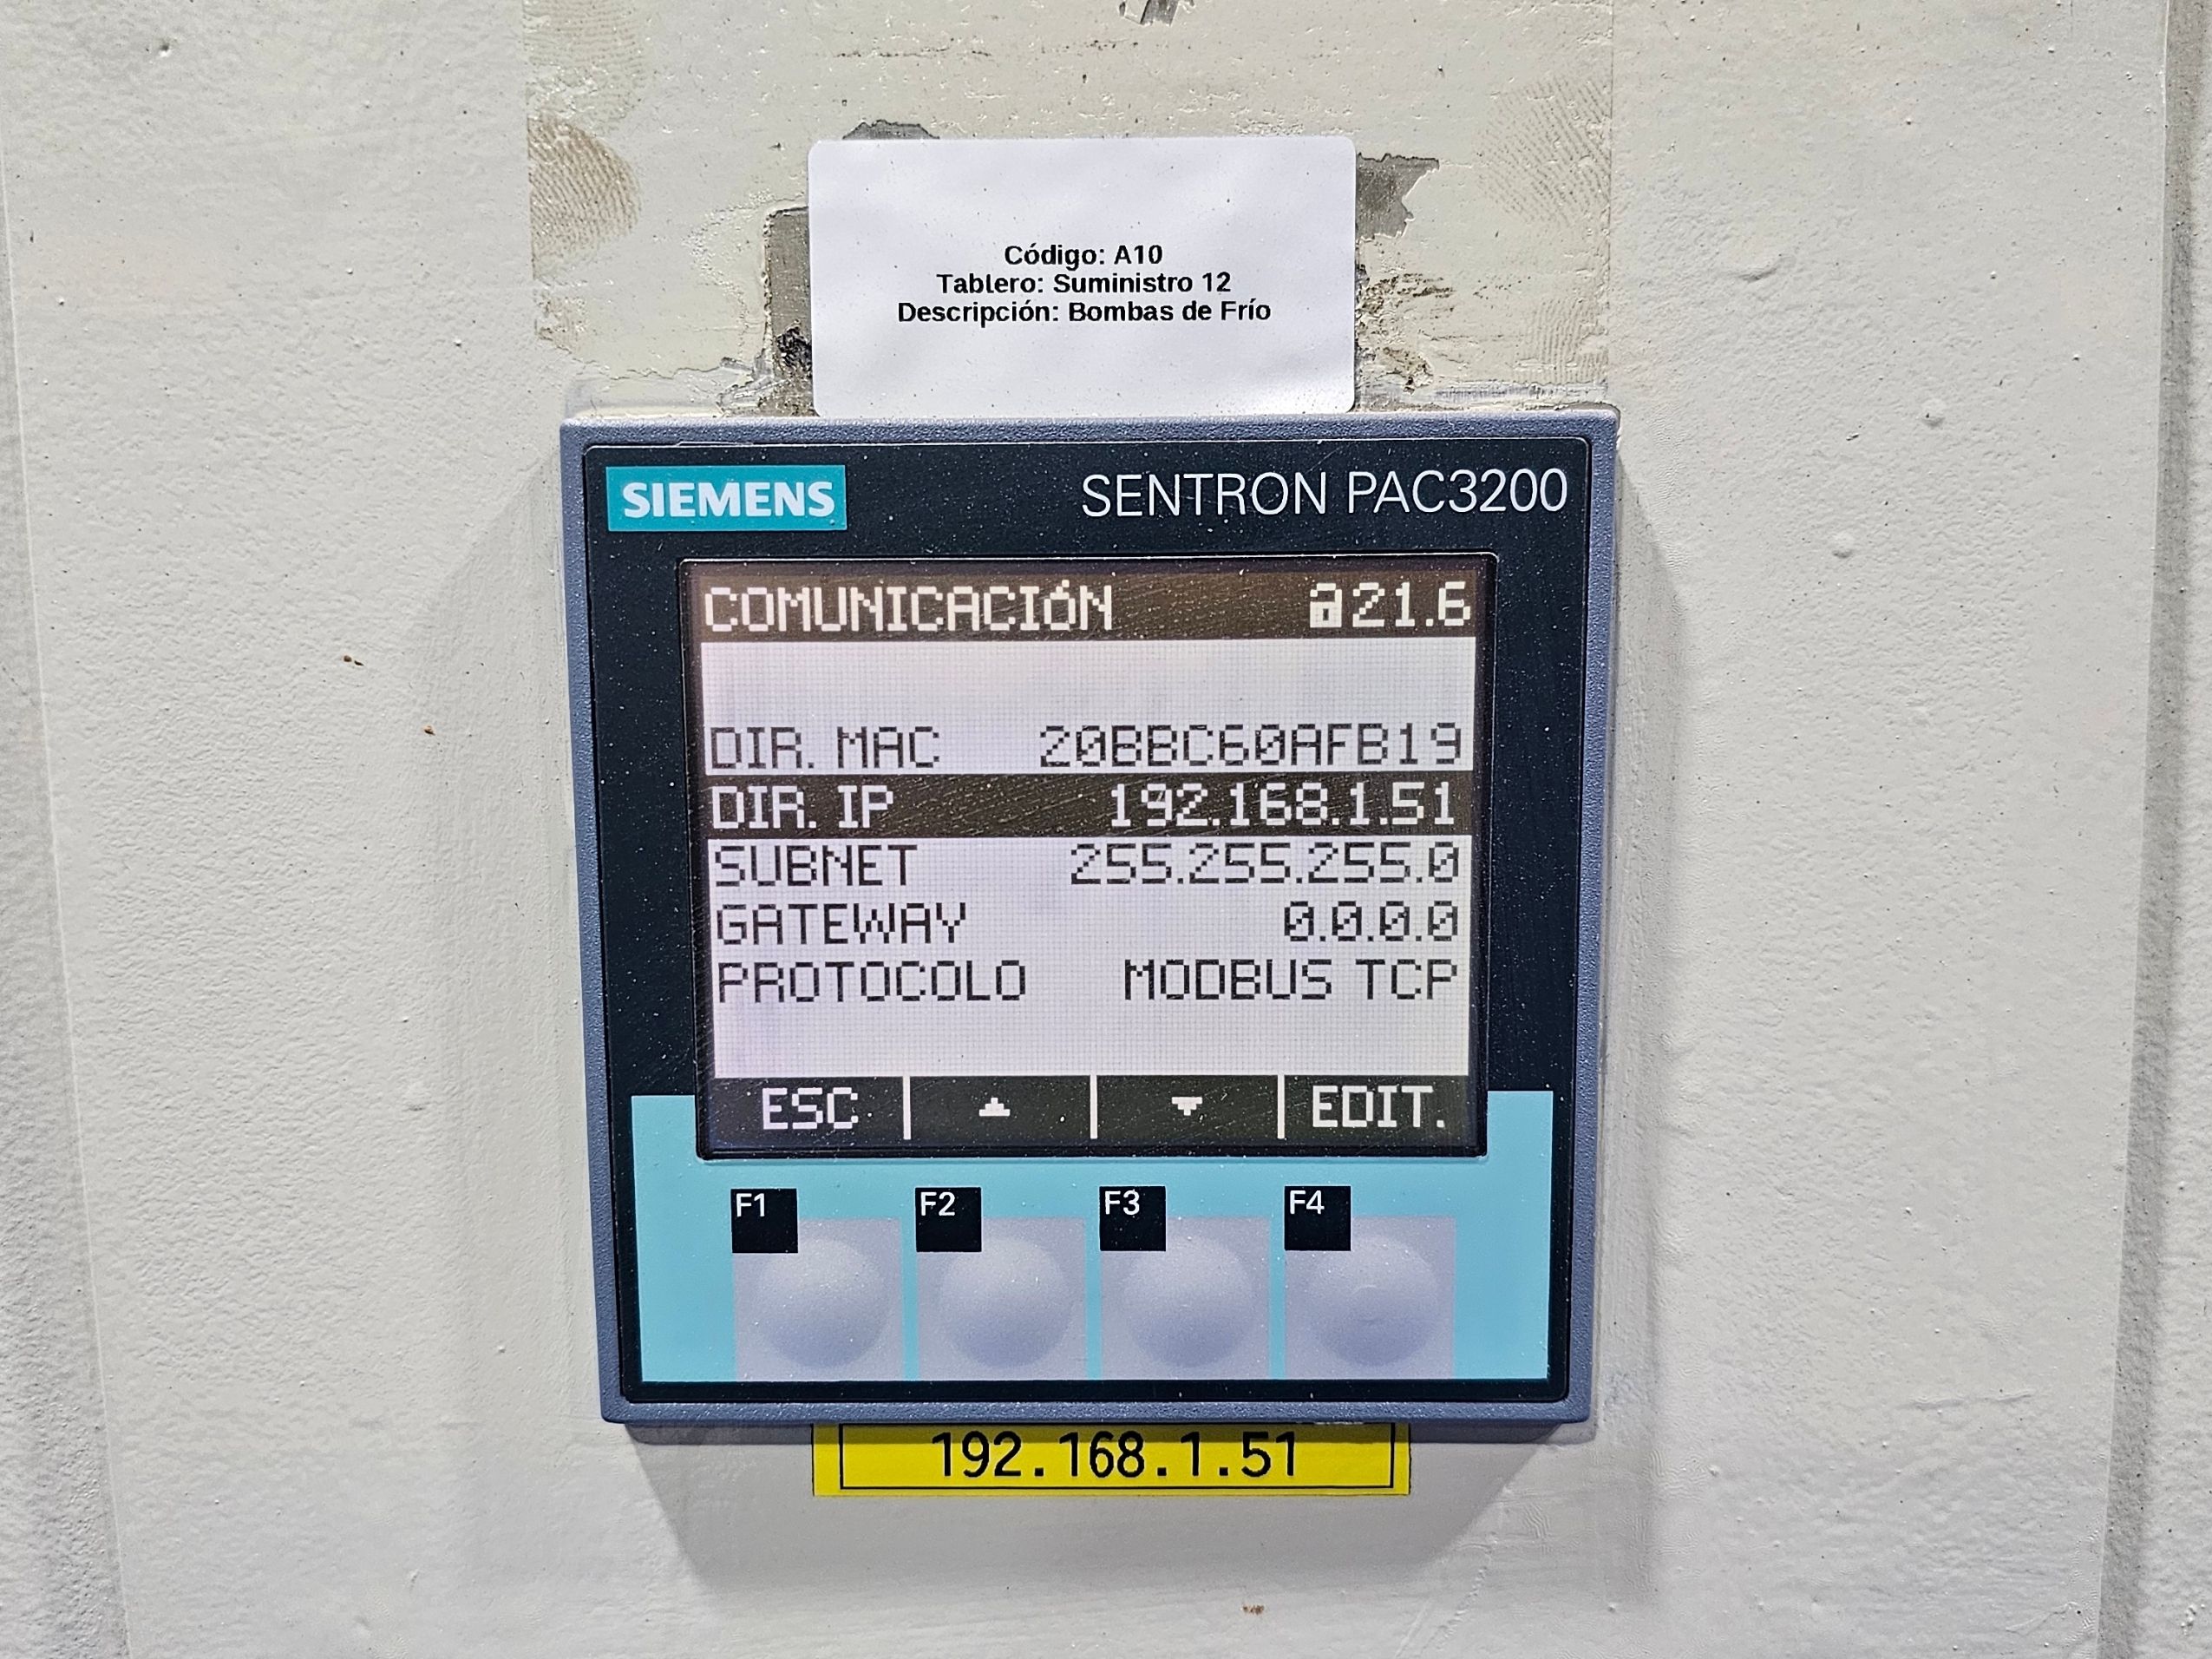 Código: A10
Tablero: Suministro 12
Descripción: Bombas de Frío
SIEMENS SENTRON PAC3200
COMUNICACIÓN 21.6
DIR. MAC 20BBC60AFB19
DIR. IP 192.168.1.51
SUBNET 255.255.255.0
GATEWAY 0.0.0.0
PROTOCOLO MODBUS TCP
ESC EDIT.
F1 F2 F3 F4
192.168.1.51